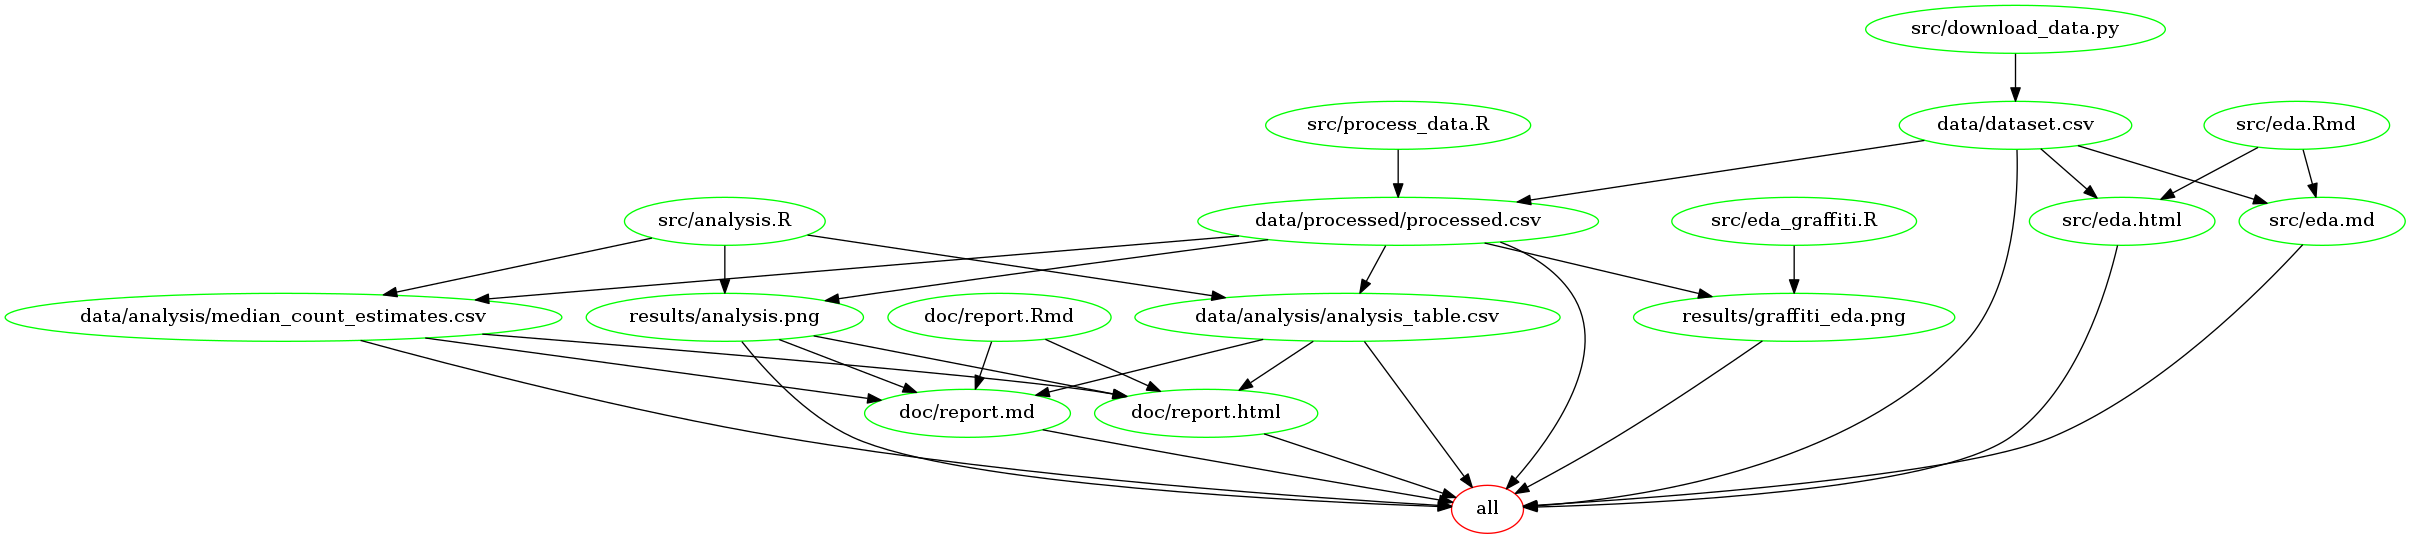 src/download_data.py
src/process_data.R
data/dataset.csv
src/eda.Rmd
src/analysis.R
data/processed/processed.csv
src/eda_graffiti.R
src/eda.html
src/eda.md
data/analysis/median_count_estimates.csv
results/analysis.png
doc/report.Rmd
data/analysis/analysis_table.csv
results/graffiti_eda.png
doc/report.md
doc/report.html
all